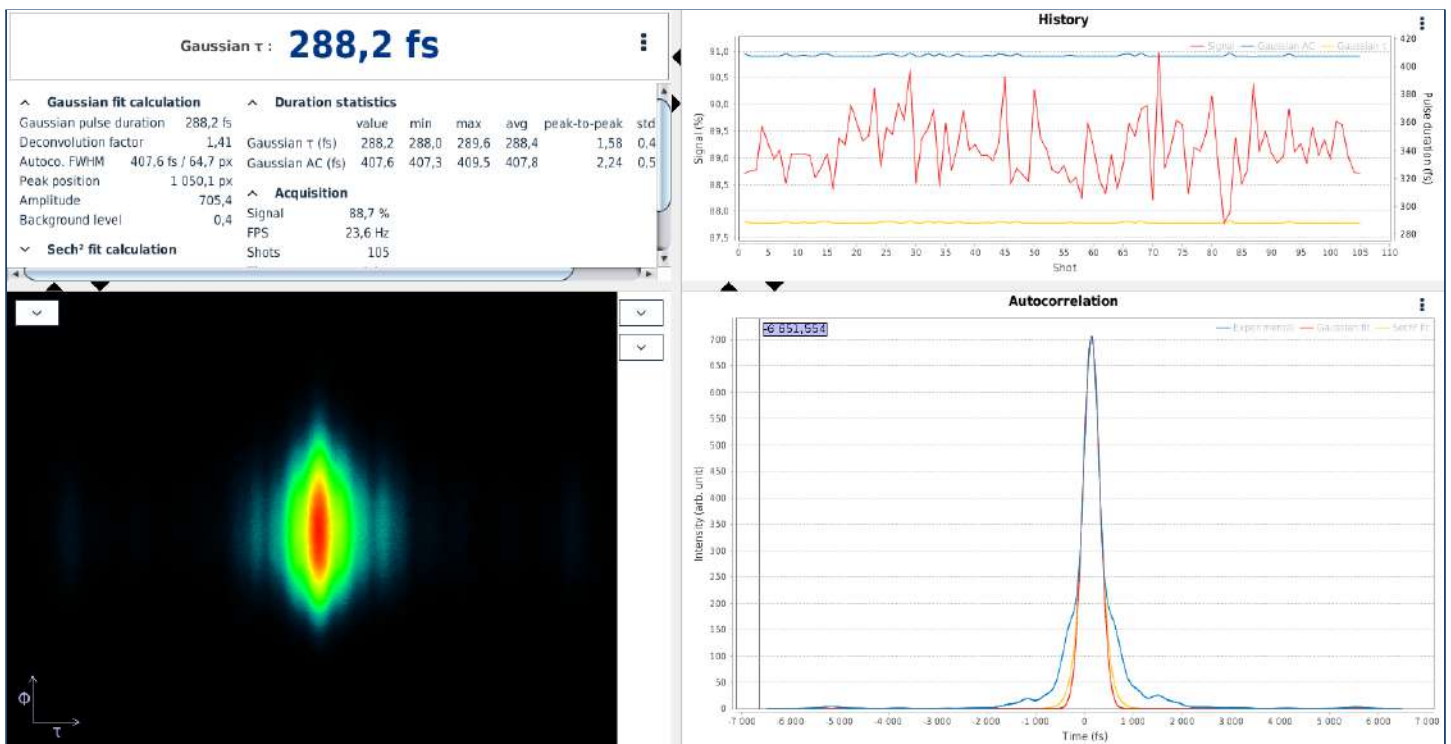 Gaussian τ : 288,2 fs
Gaussian fit calculation
Gaussian pulse duration 288,2 fs
Deconvolution factor 1,41
Autoco. FWHM 407,6 fs / 64,7 px
Peak position 1 050,1 px
Amplitude 705,4
Background level 0,4
Sech² fit calculation
Duration statistics
value min max avg peak-to-peak std
Gaussian τ (fs) 288,2 288,0 289,6 288,4 1,58 0,4
Gaussian AC (fs) 407,6 407,3 409,5 407,8 2,24 0,5
Acquisition
Signal 88,7 %
FPS 23,6 Hz
Shots 105
History
Signal Gaussian AC Gaussian τ
Signal (%)
91,0
90,5
90,0
89,5
89,0
88,5
88,0
87,5
420
400
380
360
340
320
300
280
Pulse duration (fs)
0 5 10 15 20 25 30 35 40 45 50 55 60 65 70 75 80 85 90 95 100 105 110
Shot
Φ
τ
Autocorrelation
-6 651,554
Experimental Gaussian fit Sech² fit
Intensity (arb. unit)
700
650
600
550
500
450
400
350
300
250
200
150
100
50
0
-7 000 -6 000 -5 000 -4 000 -3 000 -2 000 -1 000 0 1 000 2 000 3 000 4 000 5 000 6 000 7 000
Time (fs)